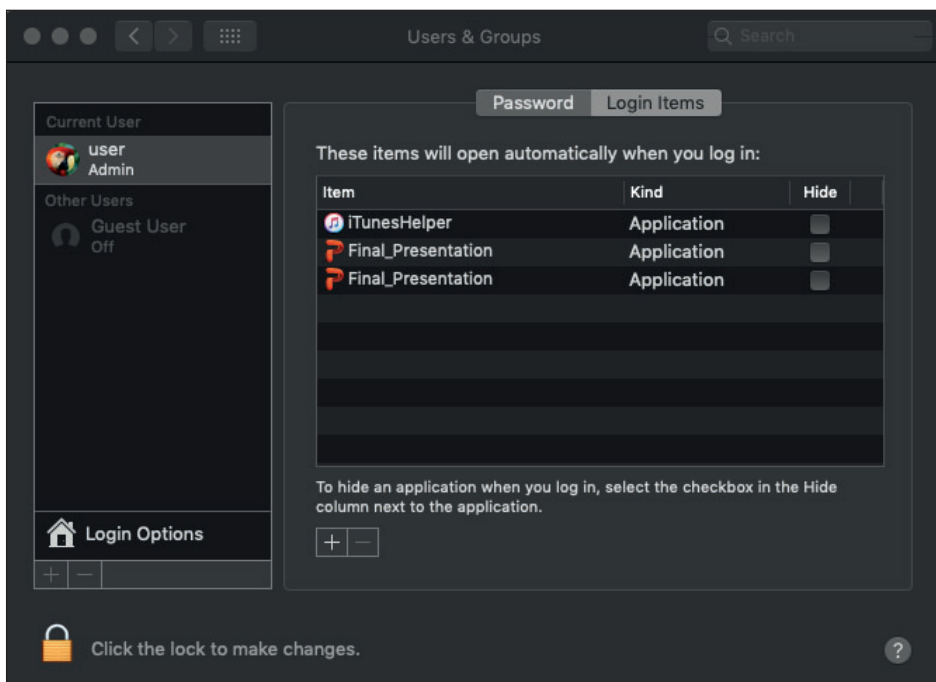 Users & Groups
Search
Password
Login Items
Current User
user
Admin
Other Users
Guest User
Off
Login Options
These items will open automatically when you log in:
Item Kind Hide
iTunesHelper Application
Final_Presentation Application
Final_Presentation Application
To hide an application when you log in, select the checkbox in the Hide
column next to the application.
Click the lock to make changes.
?